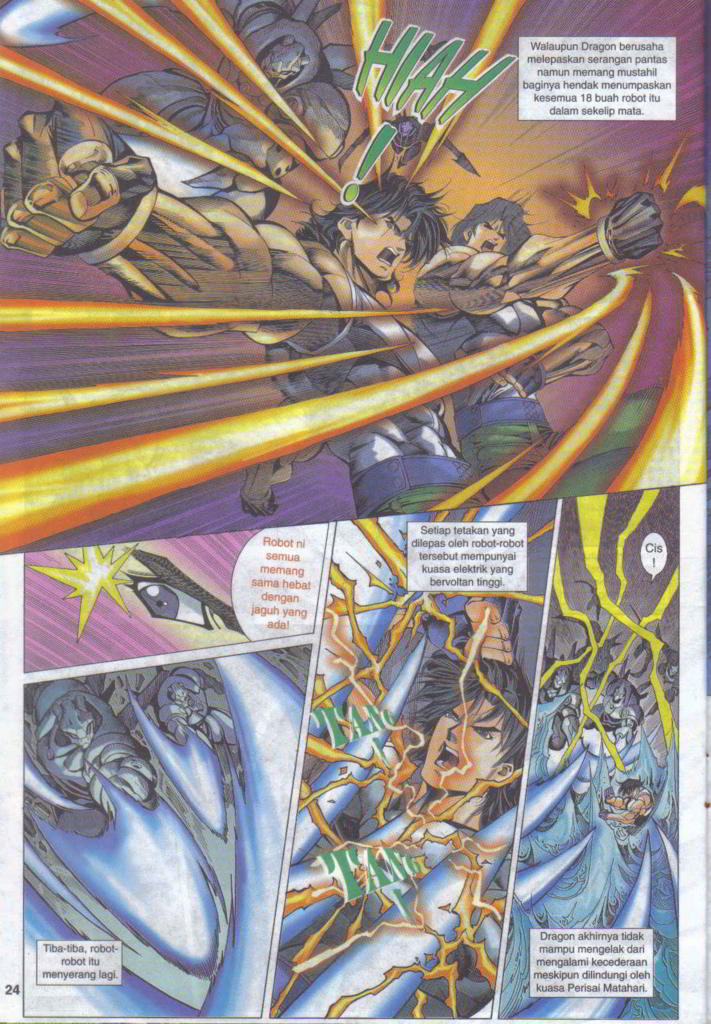 HIAH!
Walaupun Dragon berusaha
melepaskan serangan pantas
namun memang mustahil
baginya hendak menumpaskan
kesemua 18 buah robot itu
dalam sekelip mata.
Robot ni
semua
memang
sama hebat
dengan
jaguh yang
ada!
Tiba-tiba, robot-
robot itu
menyerang lagi.
Setiap tetakan yang
dilepas oleh robot-robot
tersebut mempunyai
kuasa elektrik yang
bervoltan tinggi.
TANG
TANG
Cis
!
Dragon akhirnya tidak
mampu mengelak dari
mengalami kecederaan
meskipun dilindungi oleh
kuasa Perisai Matahari.
24